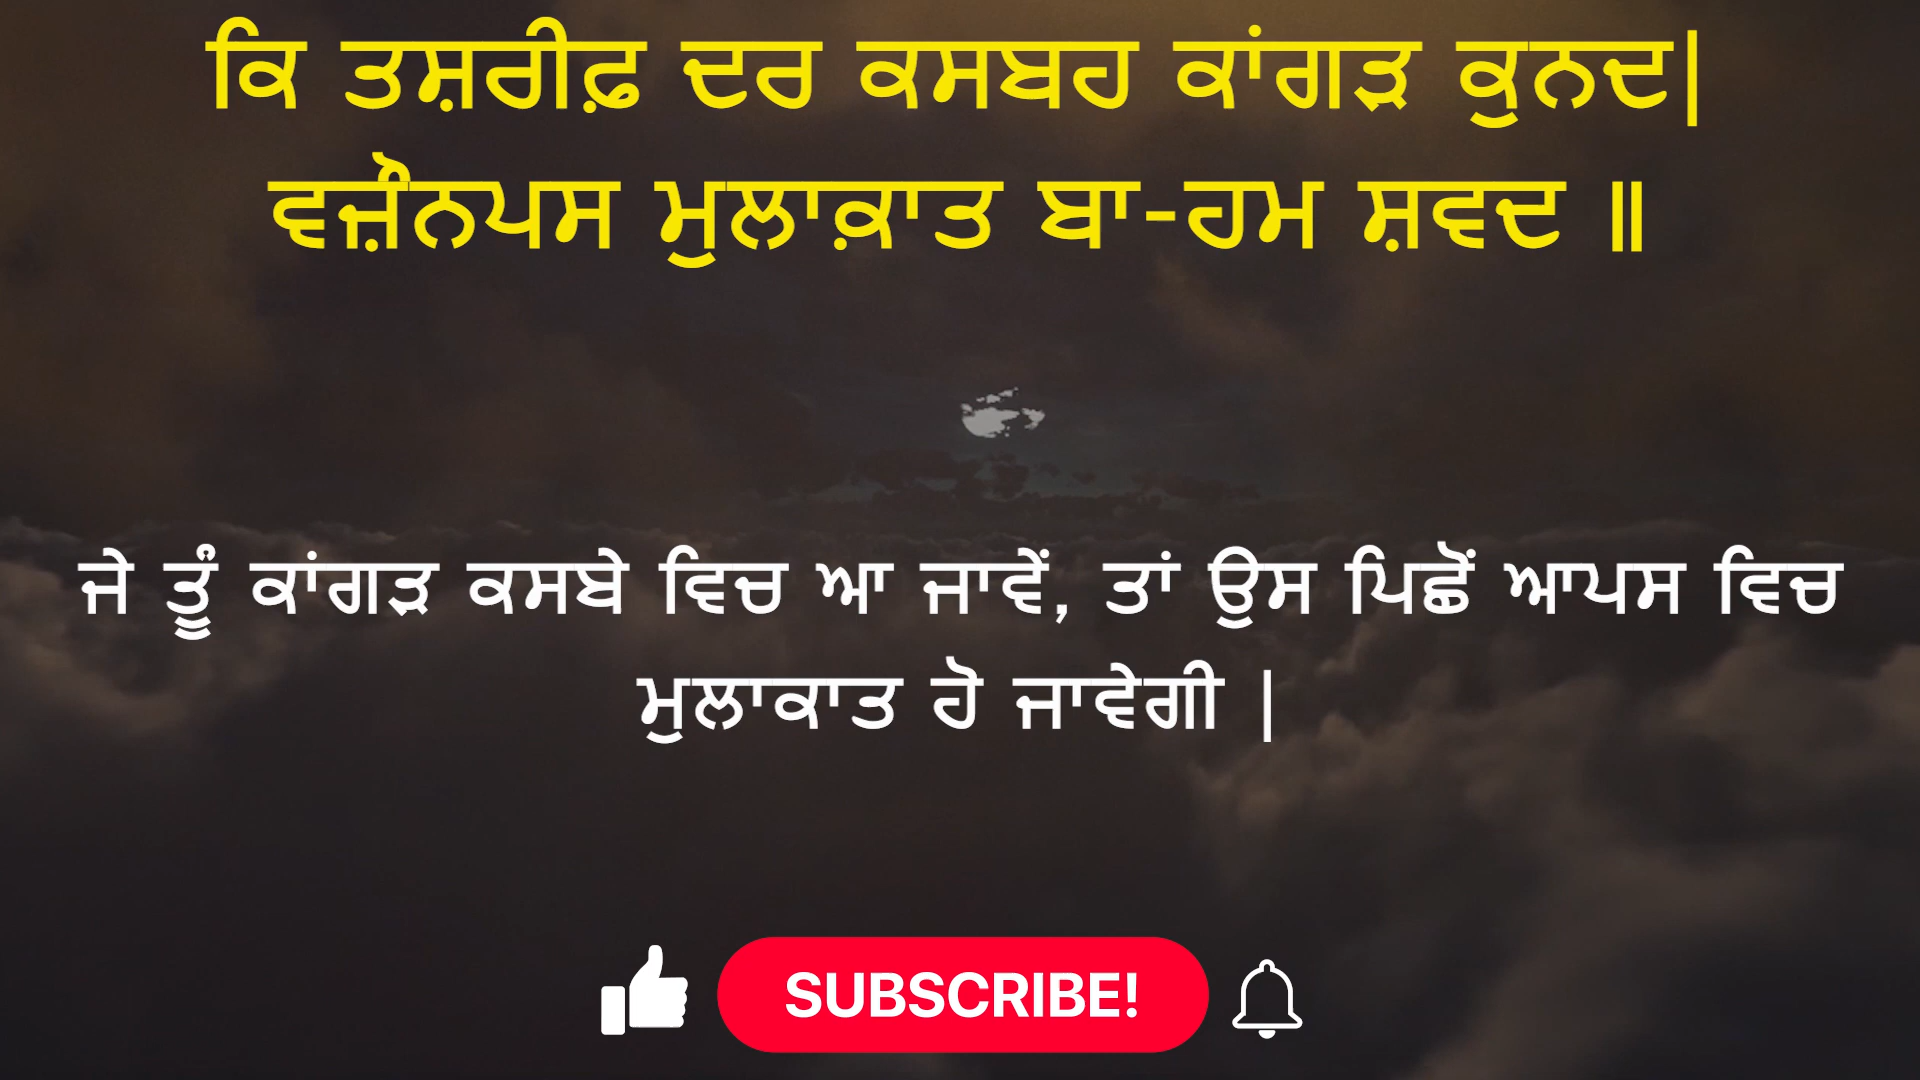 ਕਿ ਤਸ਼ਰੀਫ਼ ਦਰ ਕਸਬਹ ਕਾਂਗੜ ਕੁਨਦ|
ਵਜ਼ੌਨਪਸ ਮੁਲਾਕ਼ਾਤ ਬਾ-ਹਮ ਸ਼ਵਦ ॥
ਜੇ ਤੂੰ ਕਾਂਗੜ ਕਸਬੇ ਵਿਚ ਆ ਜਾਵੇਂ, ਤਾਂ ਉਸ ਪਿਛੋਂ ਆਪਸ ਵਿਚ
ਮੁਲਾਕਾਤ ਹੋ ਜਾਵੇਗੀ |
SUBSCRIBE!